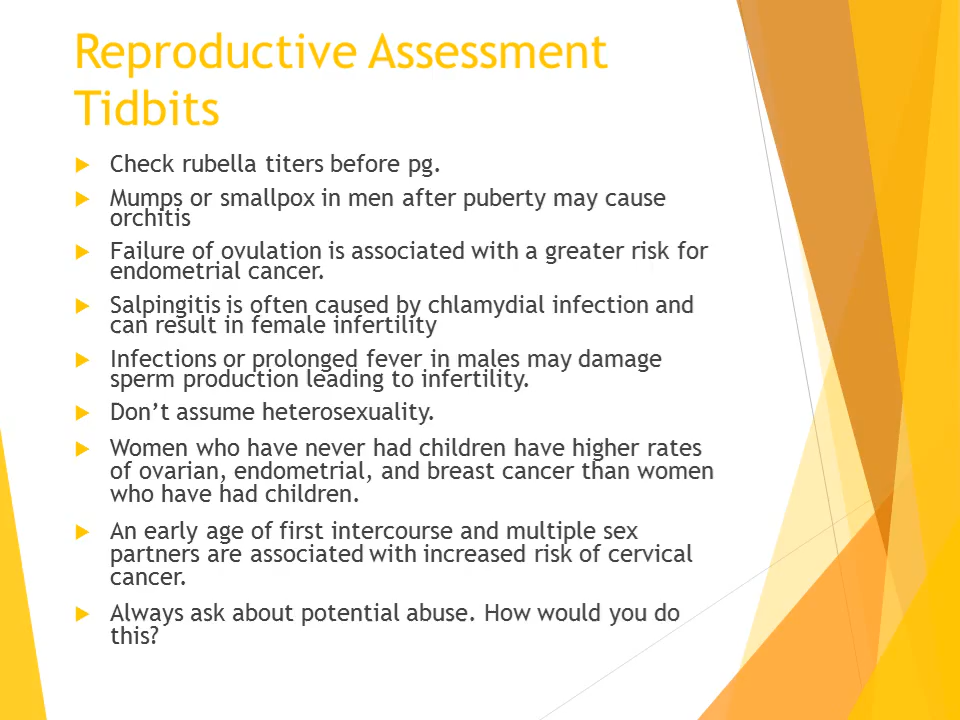 Reproductive Assessment
Tidbits
Check rubella titers before pg.
Mumps or smallpox in men after puberty may cause
orchitis
Failure of ovulation is associated with a greater risk for
endometrial cancer.
Salpingitis is often caused by chlamydial infection and
can result in female infertility
Infections or prolonged fever in males may damage
sperm production leading to infertility.
Don’t assume heterosexuality.
Women who have never had children have higher rates
of ovarian, endometrial, and breast cancer than women
who have had children.
An early age of first intercourse and multiple sex
partners are associated with increased risk of cervical
cancer.
Always ask about potential abuse. How would you do
this?